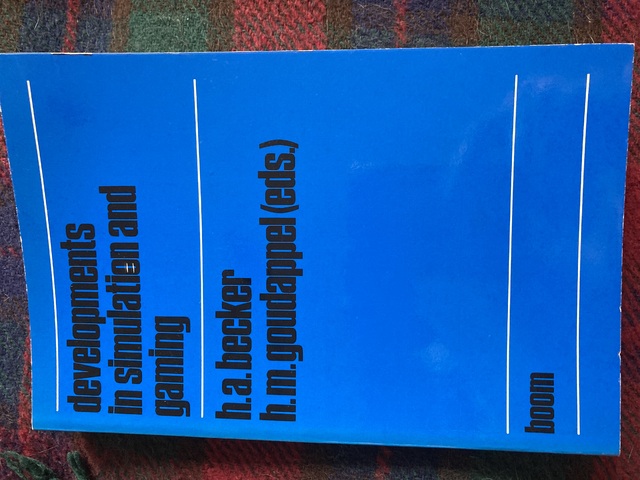 developments
in simulation and
gaming
h.a.becker
h.m.goudappel (eds.)
boom